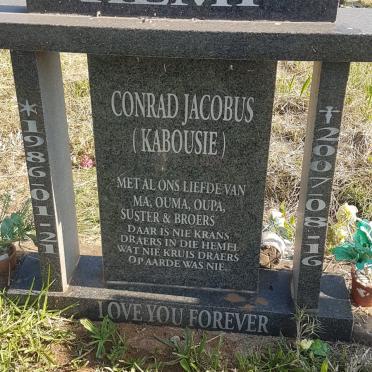 CONRAD JACOBUS
( KABOUSIE )
MET AL ONS LIEFDE VAN
MA, OUMA, OUPA,
SUSTER & BROERS
DAAR IS NIE KRANS
DRAERS IN DIE HEMEL
WAT NIE KRUIS DRAERS
OP AARDE WAS NIE.
* 1986-01-31
† 2007-08-16
LOVE YOU FOREVER